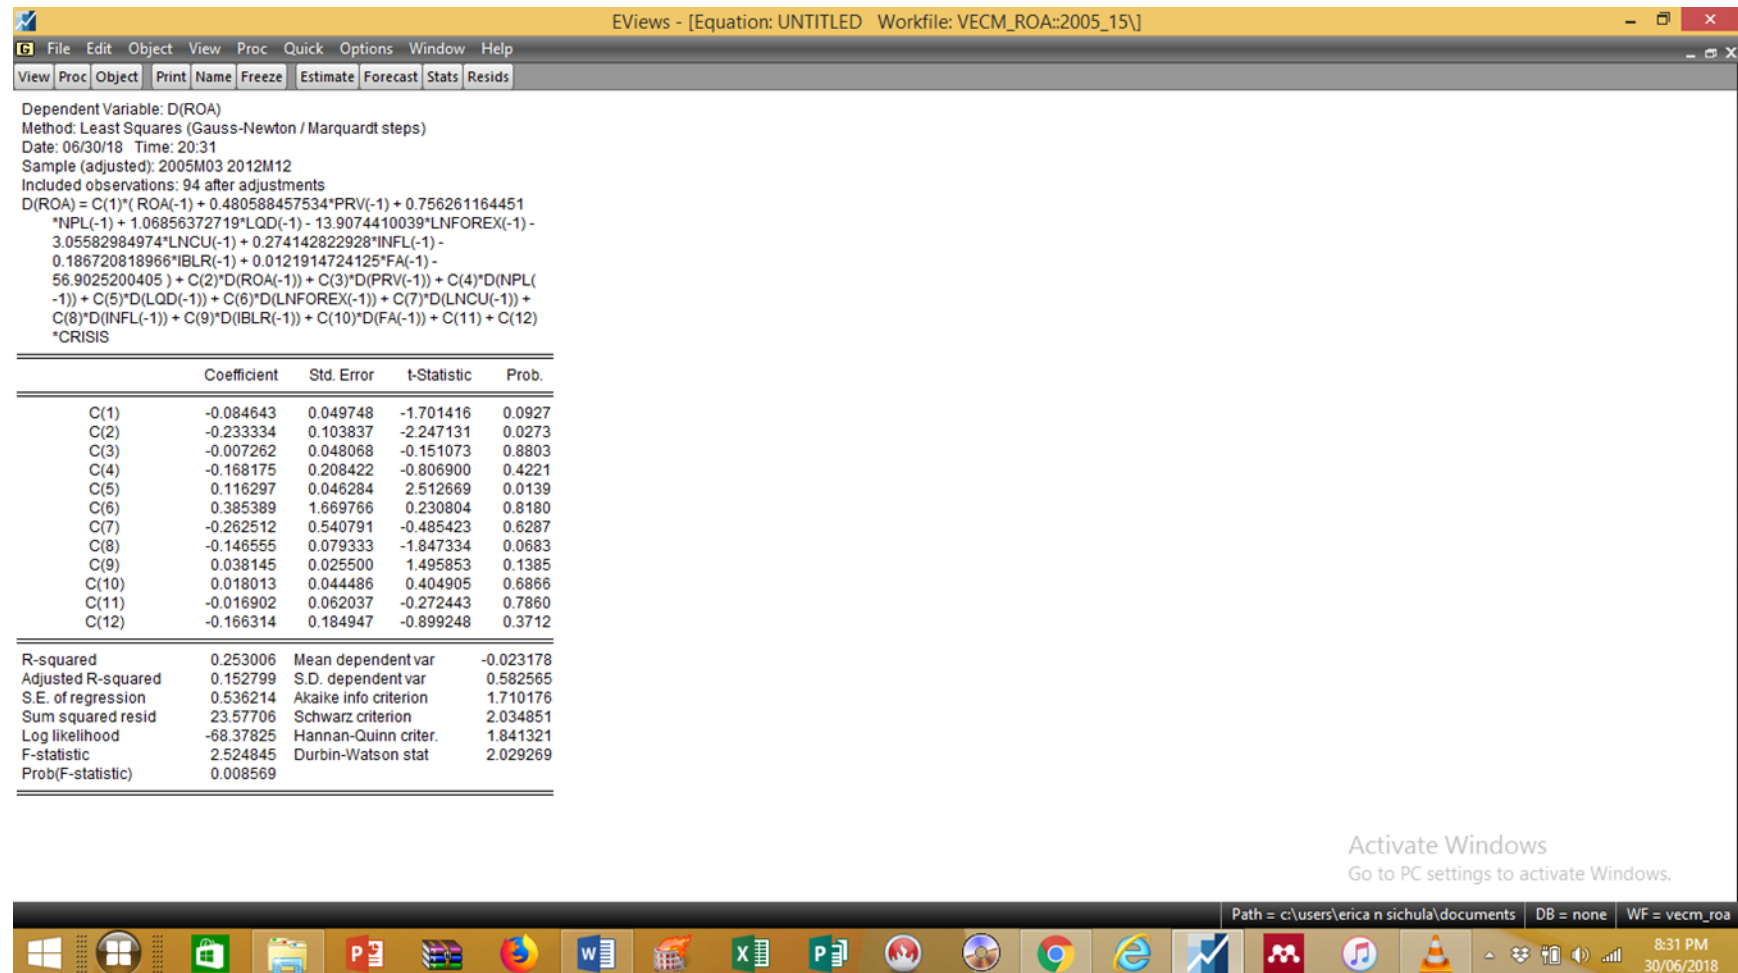 EViews - [Equation: UNTITLED   Workfile: VECM_ROA::2005_15\]
G File Edit Object View Proc Quick Options Window Help
View Proc Object Print Name Freeze Estimate Forecast Stats Resids
Dependent Variable: D(ROA)
Method: Least Squares (Gauss-Newton / Marquardt steps)
Date: 06/30/18   Time: 20:31
Sample (adjusted): 2005M03 2012M12
Included observations: 94 after adjustments
D(ROA) = C(1)*( ROA(-1) + 0.480588457534*PRV(-1) + 0.756261164451
*NPL(-1) + 1.06856372719*LQD(-1) - 13.9074410039*LNFOREX(-1) -
3.05582984974*LNCU(-1) + 0.274142822928*INFL(-1) -
0.186720818966*IBLR(-1) + 0.0121914724125*FA(-1) -
56.9025200405 ) + C(2)*D(ROA(-1)) + C(3)*D(PRV(-1)) + C(4)*D(NPL(
-1)) + C(5)*D(LQD(-1)) + C(6)*D(LNFOREX(-1)) + C(7)*D(LNCU(-1)) +
C(8)*D(INFL(-1)) + C(9)*D(IBLR(-1)) + C(10)*D(FA(-1)) + C(11) + C(12)
*CRISIS
Coefficient Std. Error t-Statistic Prob.
C(1) -0.084643 0.049748 -1.701416 0.0927
C(2) -0.233334 0.103837 -2.247131 0.0273
C(3) -0.007262 0.048068 -0.151073 0.8803
C(4) -0.168175 0.208422 -0.806900 0.4221
C(5) 0.116297 0.046284 2.512669 0.0139
C(6) 0.385389 1.669766 0.230804 0.8180
C(7) -0.262512 0.540791 -0.485423 0.6287
C(8) -0.146555 0.079333 -1.847334 0.0683
C(9) 0.038145 0.025500 1.495853 0.1385
C(10) 0.018013 0.044486 0.404905 0.6866
C(11) -0.016902 0.062037 -0.272443 0.7860
C(12) -0.166314 0.184947 -0.899248 0.3712
R-squared 0.253006 Mean dependent var -0.023178
Adjusted R-squared 0.152799 S.D. dependent var 0.582565
S.E. of regression 0.536214 Akaike info criterion 1.710176
Sum squared resid 23.57706 Schwarz criterion 2.034851
Log likelihood -68.37825 Hannan-Quinn criter. 1.841321
F-statistic 2.524845 Durbin-Watson stat 2.029269
Prob(F-statistic) 0.008569
Activate Windows
Go to PC settings to activate Windows.
Path = c:\users\erica n sichula\documents DB = none WF = vecm_roa
8:31 PM
30/06/2018